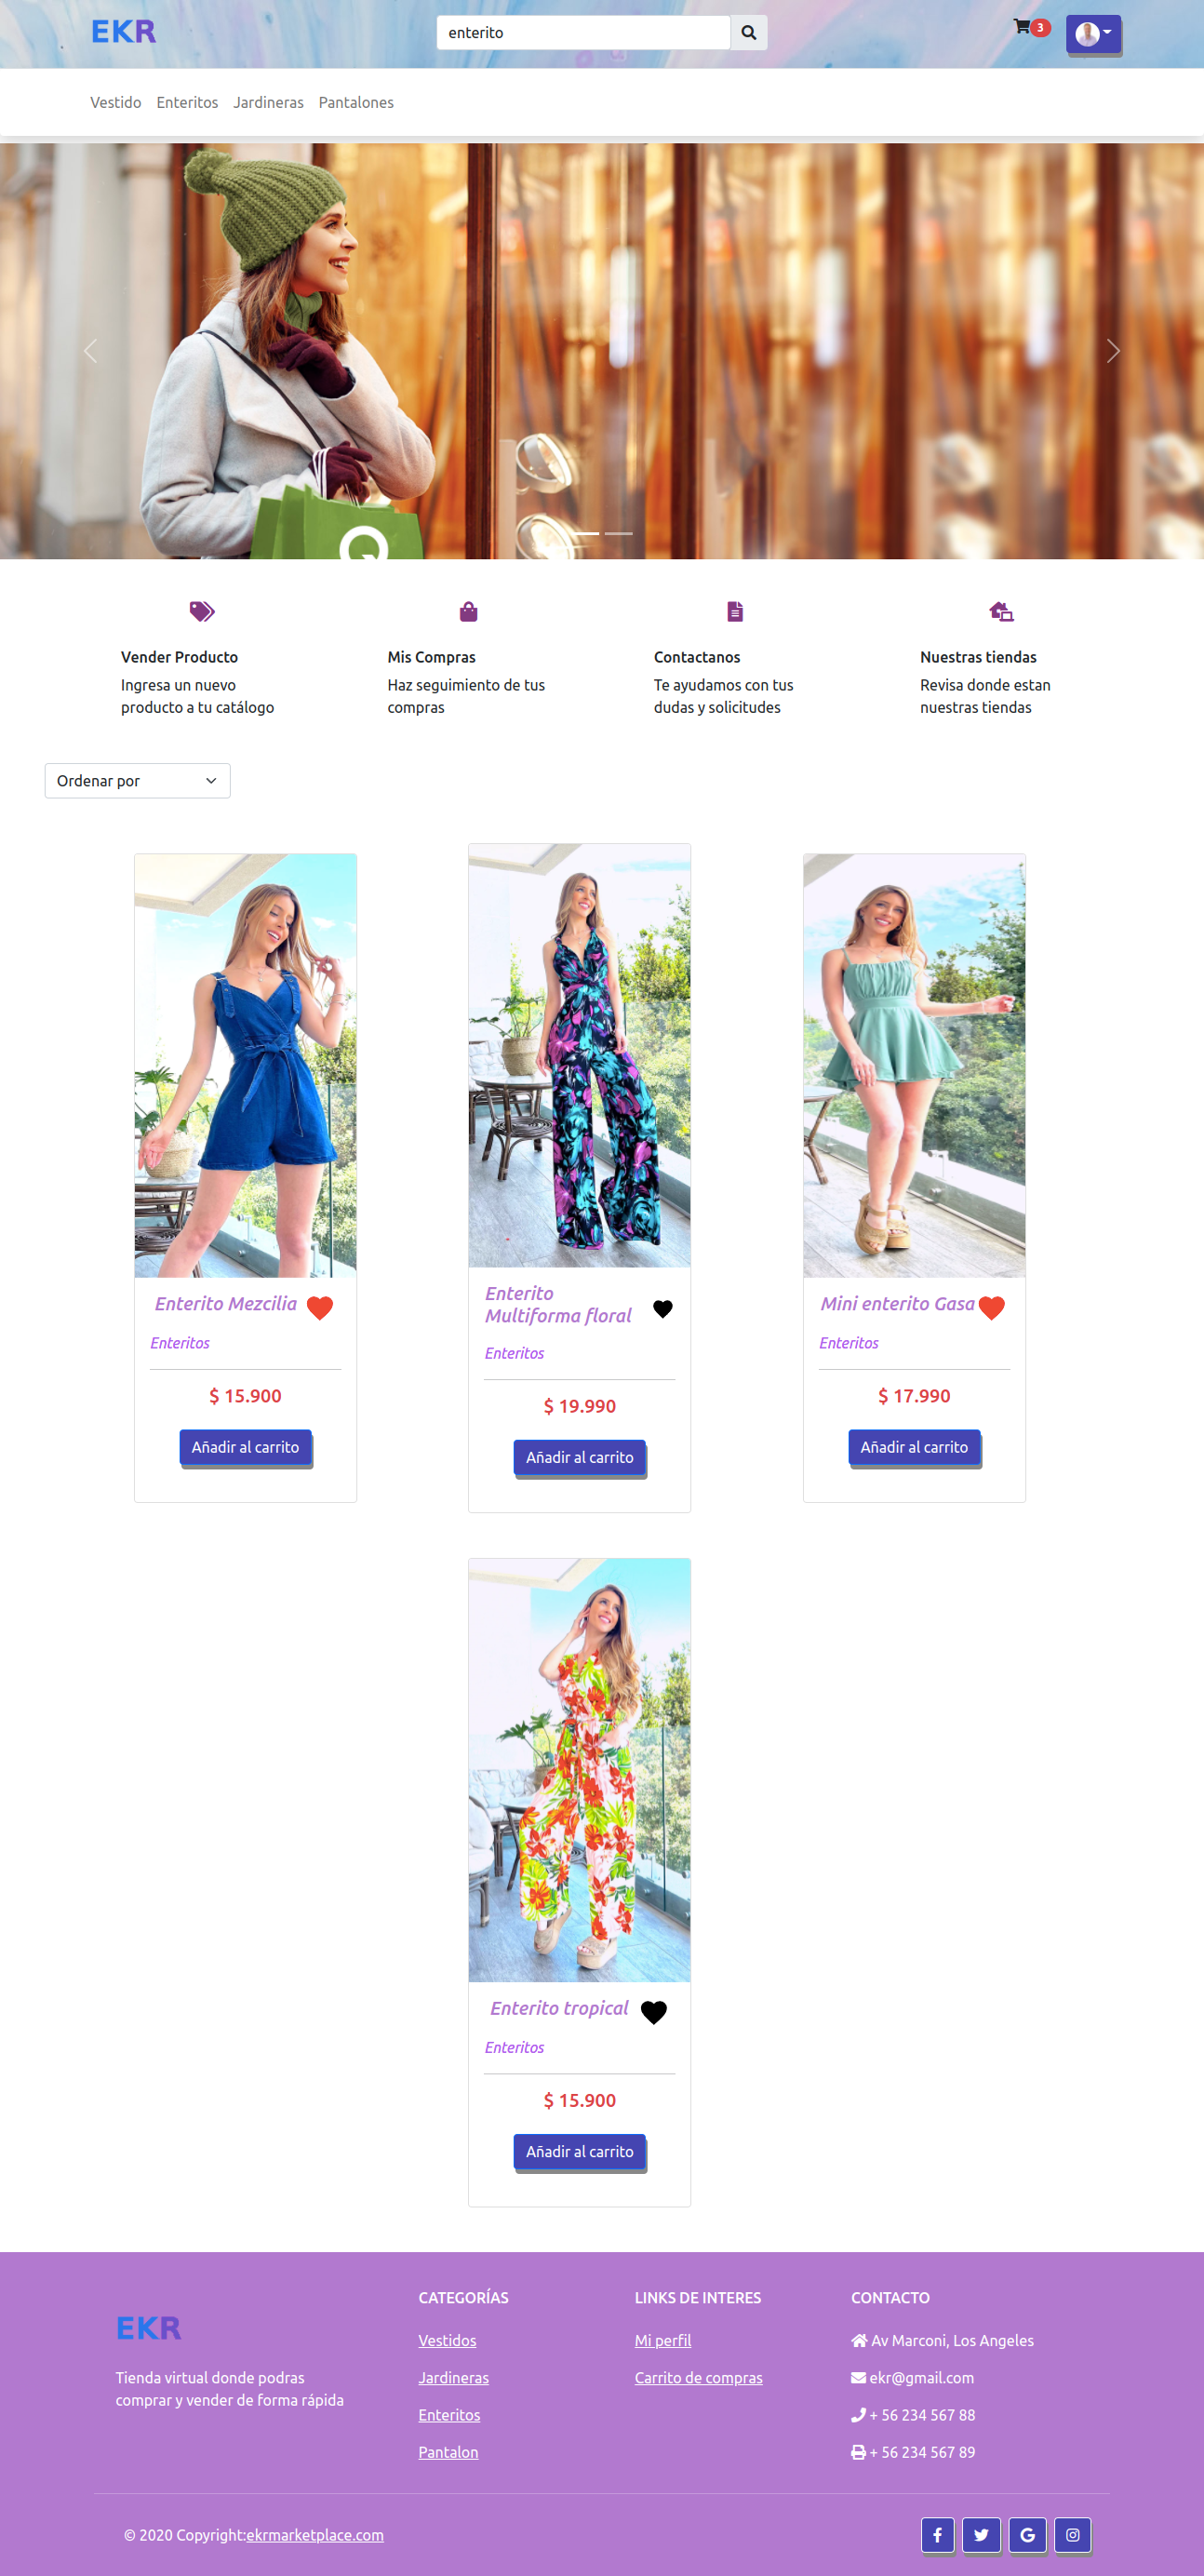 EKR
enterito
3
Vestido Enteritos Jardineras Pantalones
Vender Producto
Ingresa un nuevo
producto a tu catálogo
Mis Compras
Haz seguimiento de tus
compras
Contactanos
Te ayudamos con tus
dudas y solicitudes
Nuestras tiendas
Revisa donde estan
nuestras tiendas
Ordenar por
Enterito Mezcilia
Enteritos
$ 15.900
Añadir al carrito
Enterito
Multiforma floral
Enteritos
$ 19.990
Añadir al carrito
Mini enterito Gasa
Enteritos
$ 17.990
Añadir al carrito
Enterito tropical
Enteritos
$ 15.900
Añadir al carrito
EKR
Tienda virtual donde podras
comprar y vender de forma rápida
CATEGORÍAS
Vestidos
Jardineras
Enteritos
Pantalon
LINKS DE INTERES
Mi perfil
Carrito de compras
CONTACTO
Av Marconi, Los Angeles
ekr@gmail.com
+ 56 234 567 88
+ 56 234 567 89
© 2020 Copyright:ekrmarketplace.com